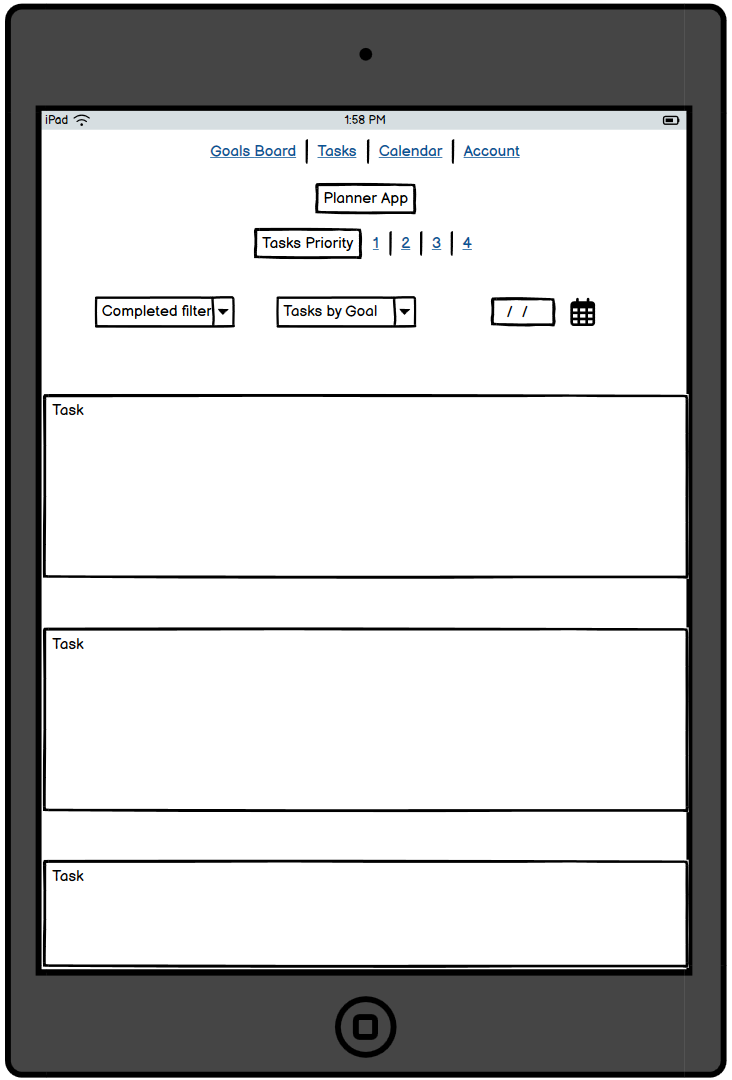 iPad 1:58 PM
Goals Board Tasks Calendar Account
Planner App
Tasks Priority 1 2 3 4
Completed filter Tasks by Goal / /
Task
Task
Task